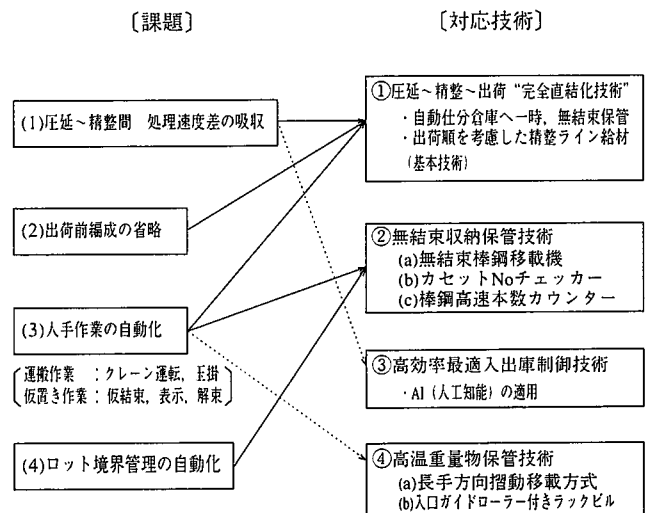 〔課題〕
(1)圧延～精整間　処理速度差の吸収
(2)出荷前編成の省略
(3)人手作業の自動化
運搬作業　：クレーン運転，玉掛
仮置き作業：仮結束，表示，解束
(4)ロット境界管理の自動化
〔対応技術〕
①圧延～精整～出荷 “完全直結化技術”
・自動仕分倉庫へ一時，無結束保管
・出荷順を考慮した精整ライン給材
(基本技術)
②無結束収納保管技術
(a)無結束棒鋼移載機
(b)カセットNoチェッカー
(c)棒鋼高速本数カウンター
③高効率最適入出庫制御技術
・AI（人工知能）の適用
④高温重量物保管技術
(a)長手方向摺動移載方式
(b)入口ガイドローラー付きラックビル